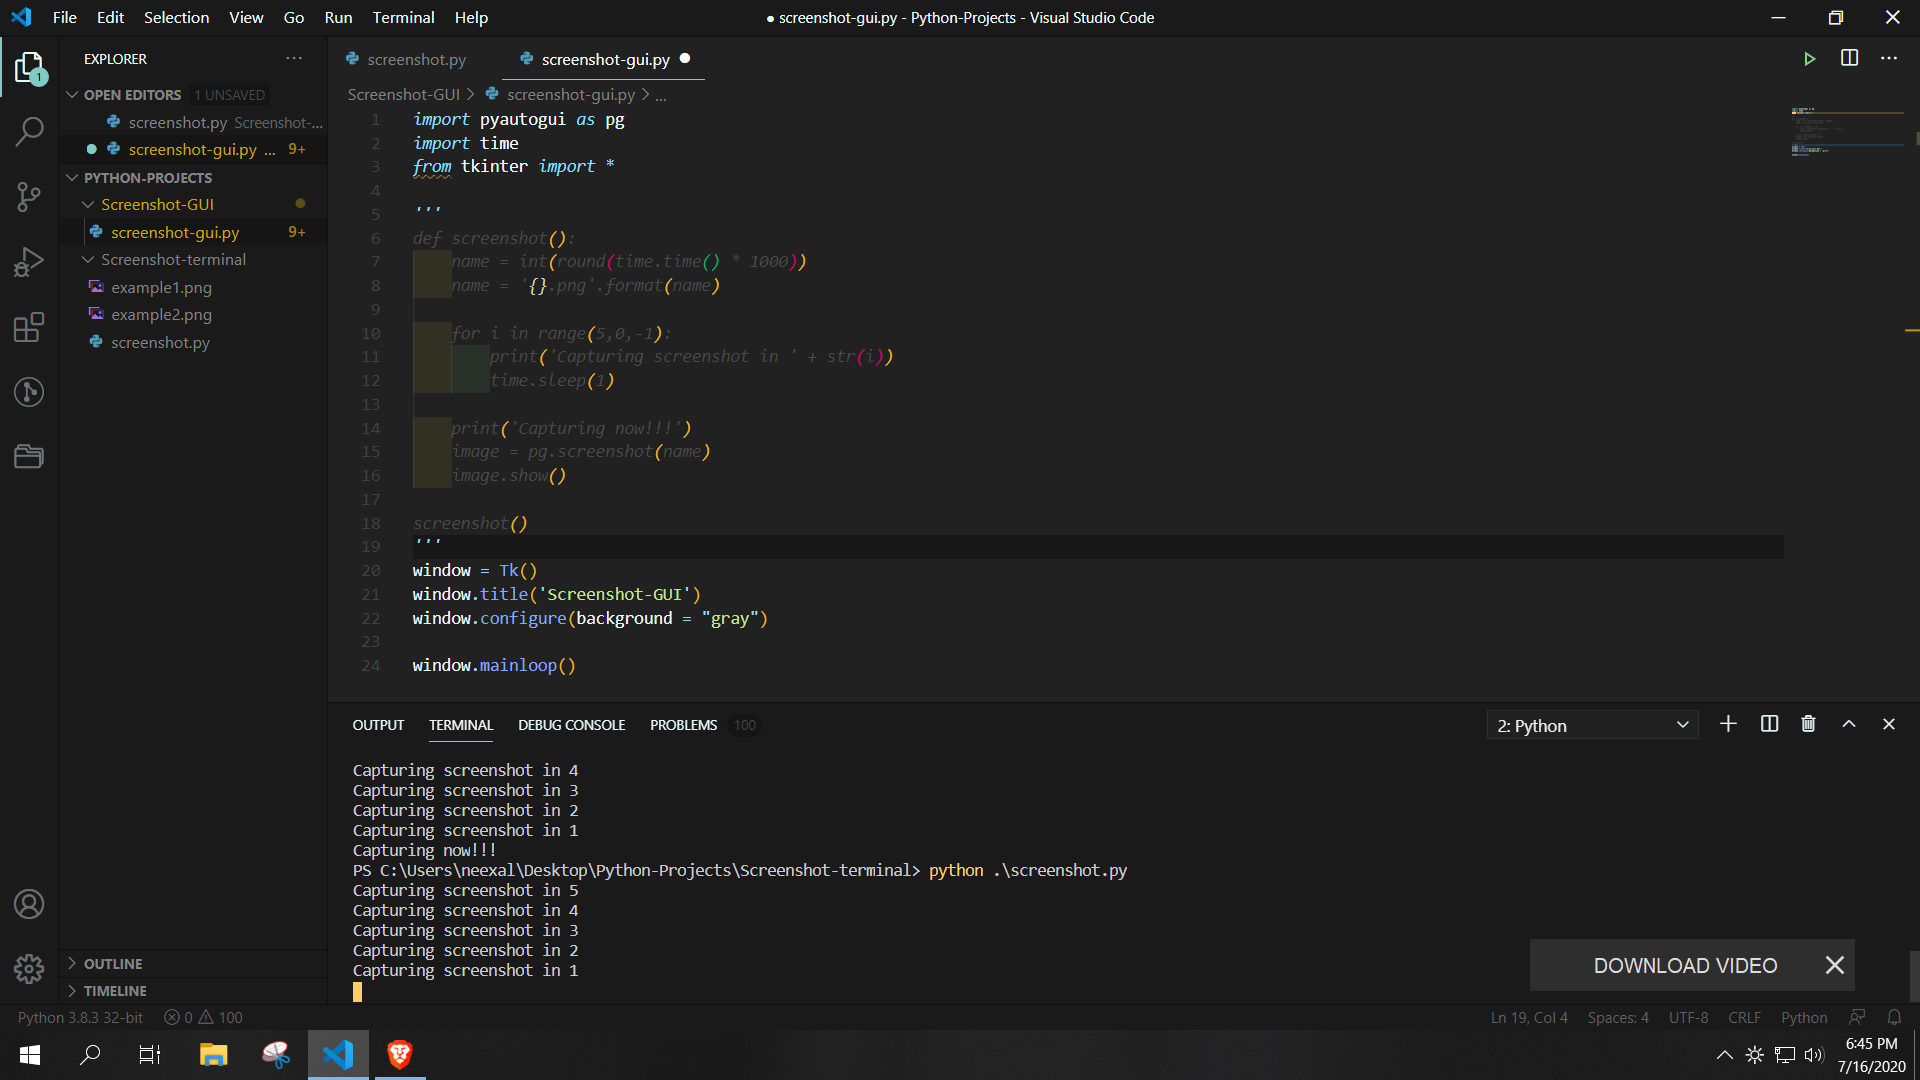 File Edit Selection View Go Run Terminal Help
● screenshot-gui.py - Python-Projects - Visual Studio Code
1
EXPLORER
OPEN EDITORS 1 UNSAVED
screenshot.py Screenshot-...
screenshot-gui.py ... 9+
PYTHON-PROJECTS
Screenshot-GUI
screenshot-gui.py 9+
Screenshot-terminal
example1.png
example2.png
screenshot.py
OUTLINE
TIMELINE
screenshot.py screenshot-gui.py
Screenshot-GUI > screenshot-gui.py > ...
1 import pyautogui as pg
2 import time
3 from tkinter import *
4
5 '''
6 def screenshot():
7 name = int(round(time.time() * 1000))
8 name = '{}.png'.format(name)
9
10 for i in range(5,0,-1):
11 print('Capturing screenshot in ' + str(i))
12 time.sleep(1)
13
14 print('Capturing now!!!')
15 image = pg.screenshot(name)
16 image.show()
17
18 screenshot()
19 '''
20 window = Tk()
21 window.title('Screenshot-GUI')
22 window.configure(background = "gray")
23
24 window.mainloop()
OUTPUT TERMINAL DEBUG CONSOLE PROBLEMS 100
2: Python
Capturing screenshot in 4
Capturing screenshot in 3
Capturing screenshot in 2
Capturing screenshot in 1
Capturing now!!!
PS C:\Users\neexal\Desktop\Python-Projects\Screenshot-terminal> python .\screenshot.py
Capturing screenshot in 5
Capturing screenshot in 4
Capturing screenshot in 3
Capturing screenshot in 2
Capturing screenshot in 1
DOWNLOAD VIDEO
Python 3.8.3 32-bit 0 100
Ln 19, Col 4 Spaces: 4 UTF-8 CRLF Python
6:45 PM
7/16/2020